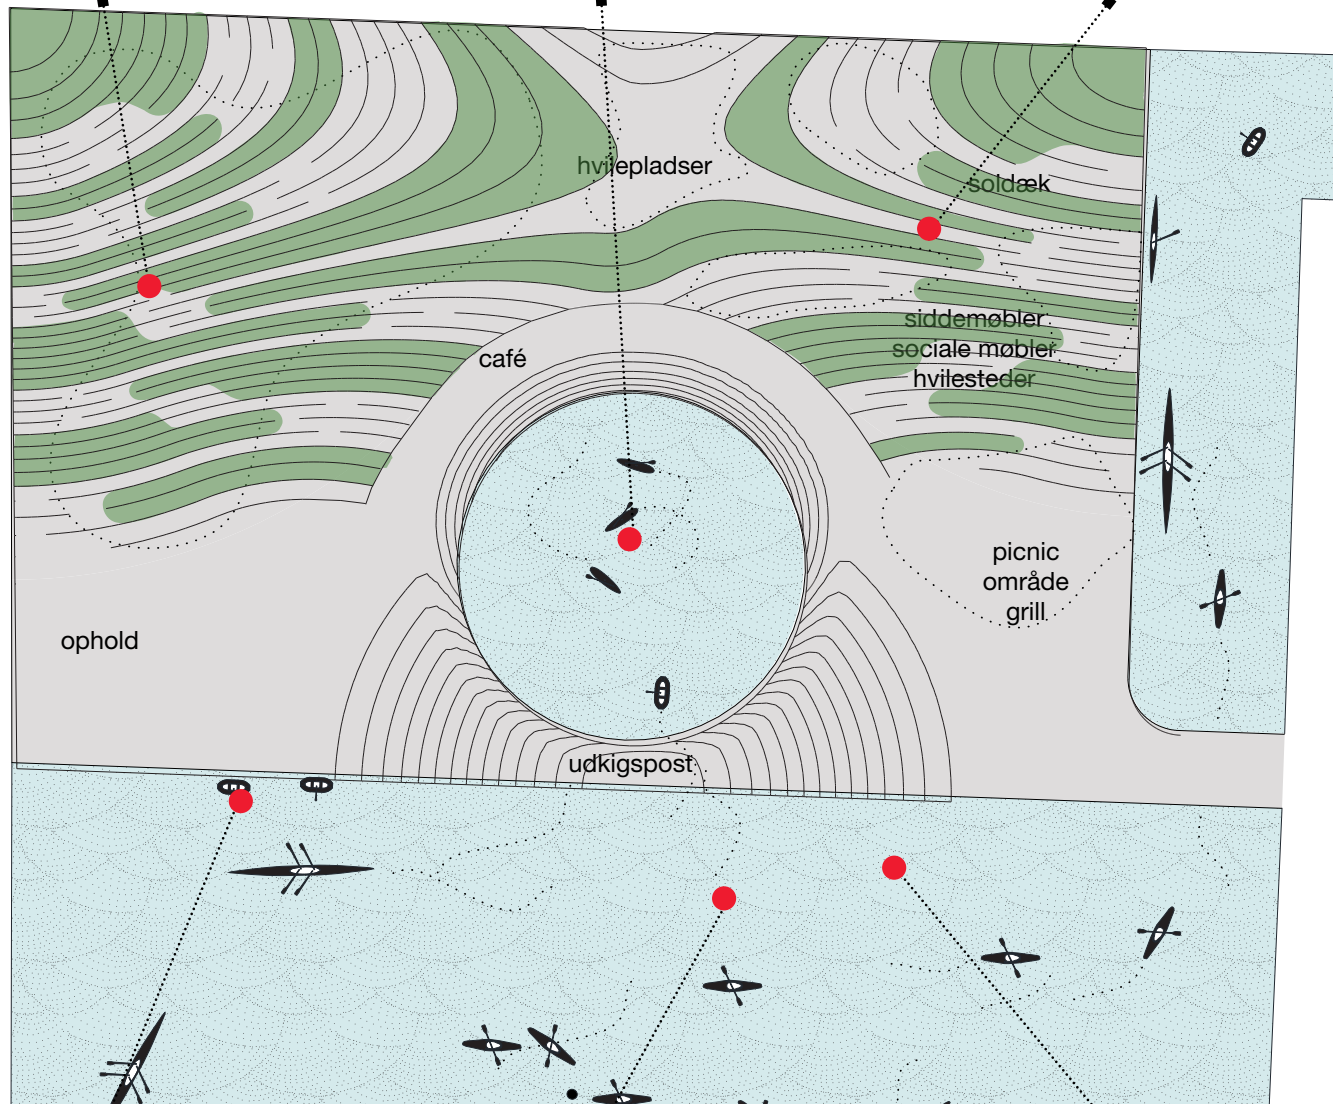 hvilepladser
soldæk
siddemøbler
sociale møbler
hvilesteder
café
picnic
område
grill
ophold
udkigspost